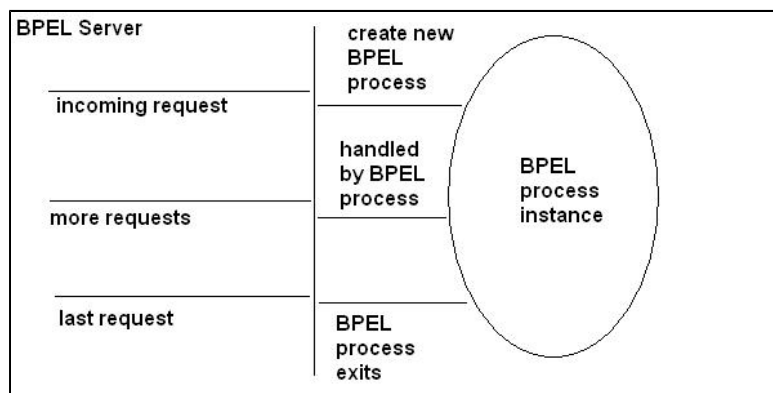 BPEL Server
create new
BPEL
process
incoming request
handled
by BPEL
process
BPEL
process
instance
more requests
last request
BPEL
process
exits